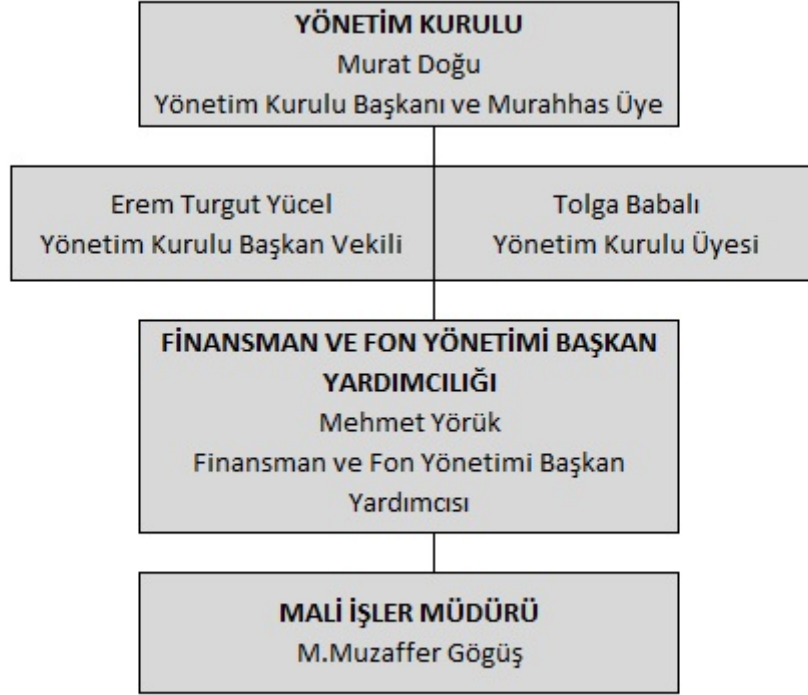 YÖNETİM KURULU
Murat Doğu
Yönetim Kurulu Başkanı ve Murahhas Üye
Erem Turgut Yücel
Yönetim Kurulu Başkan Vekili
Tolga Babalı
Yönetim Kurulu Üyesi
FİNANSMAN VE FON YÖNETİMİ BAŞKAN
YARDIMCILIĞI
Mehmet Yörük
Finansman ve Fon Yönetimi Başkan
Yardımcısı
MALİ İŞLER MÜDÜRÜ
M.Muzaffer Gögüş